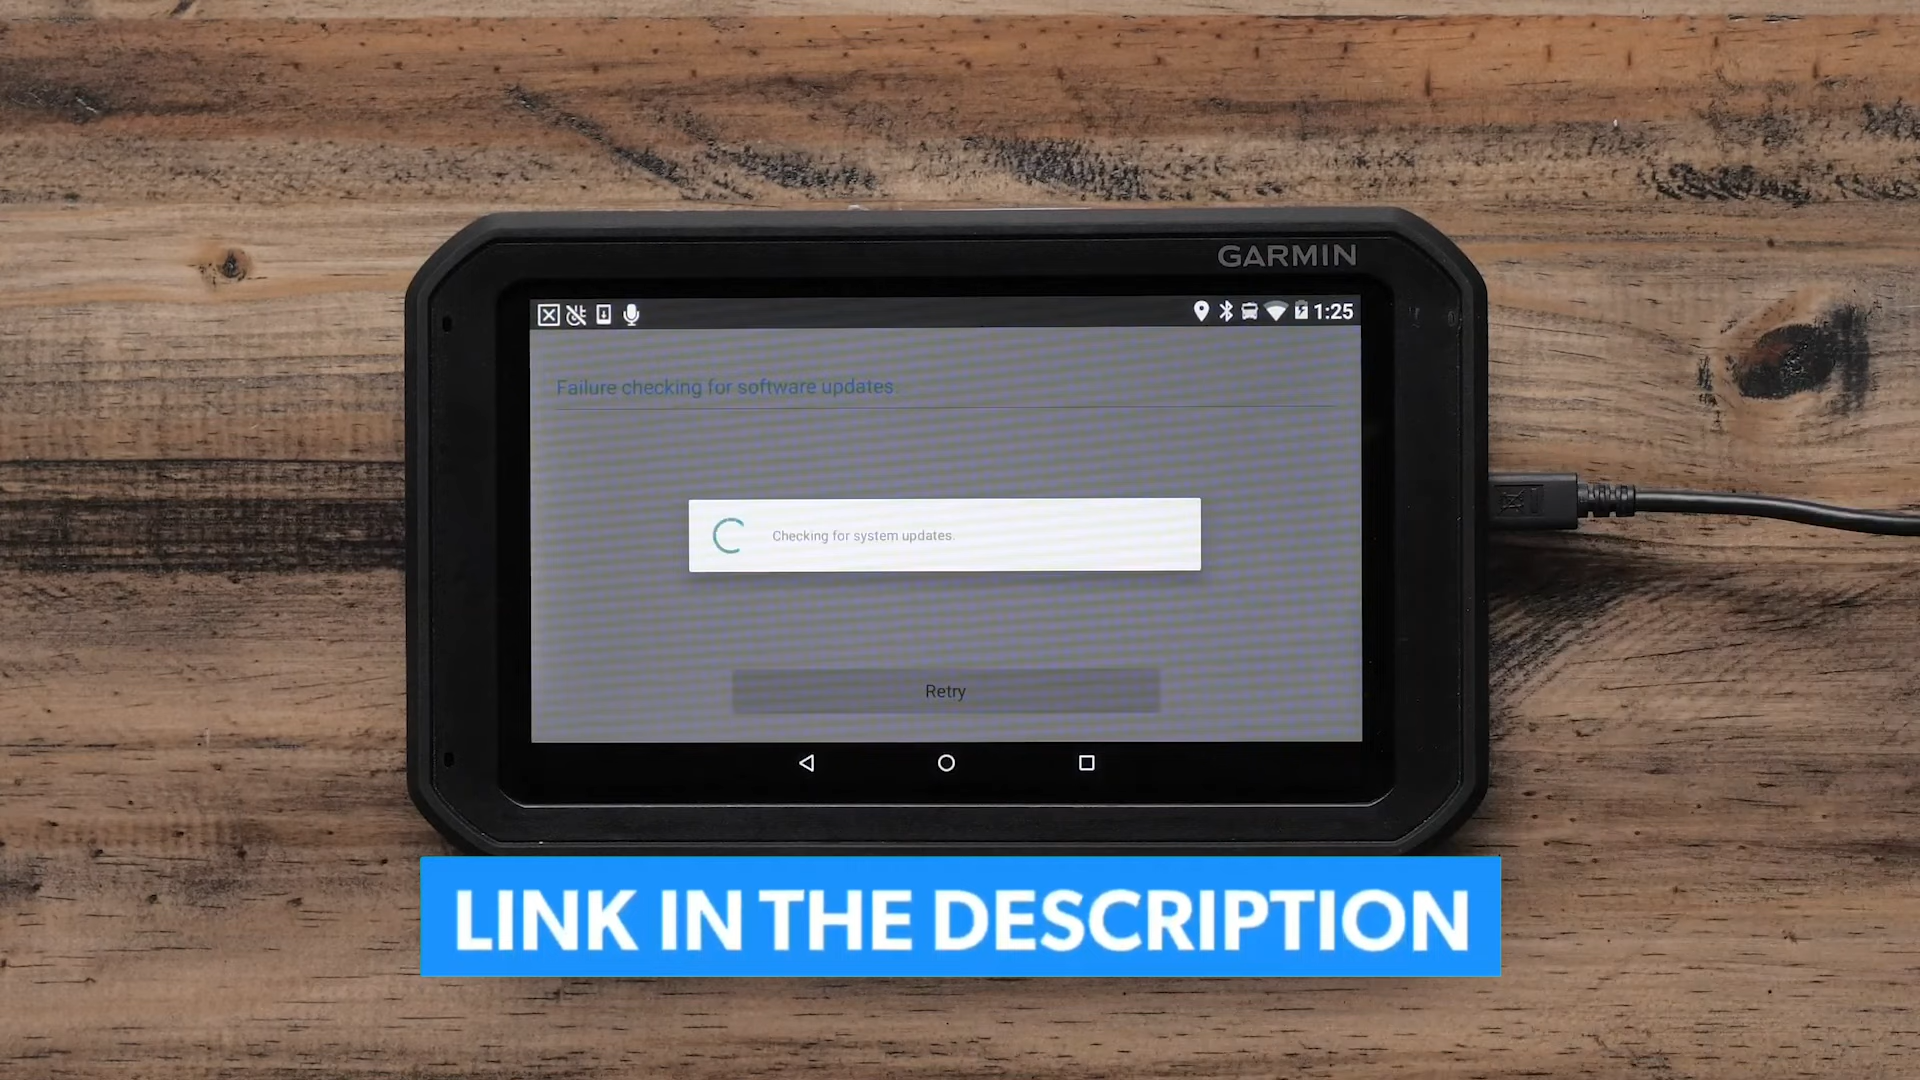 GARMIN
1:25
Failure checking for software updates.
Checking for system updates.
Retry
LINK IN THE DESCRIPTION